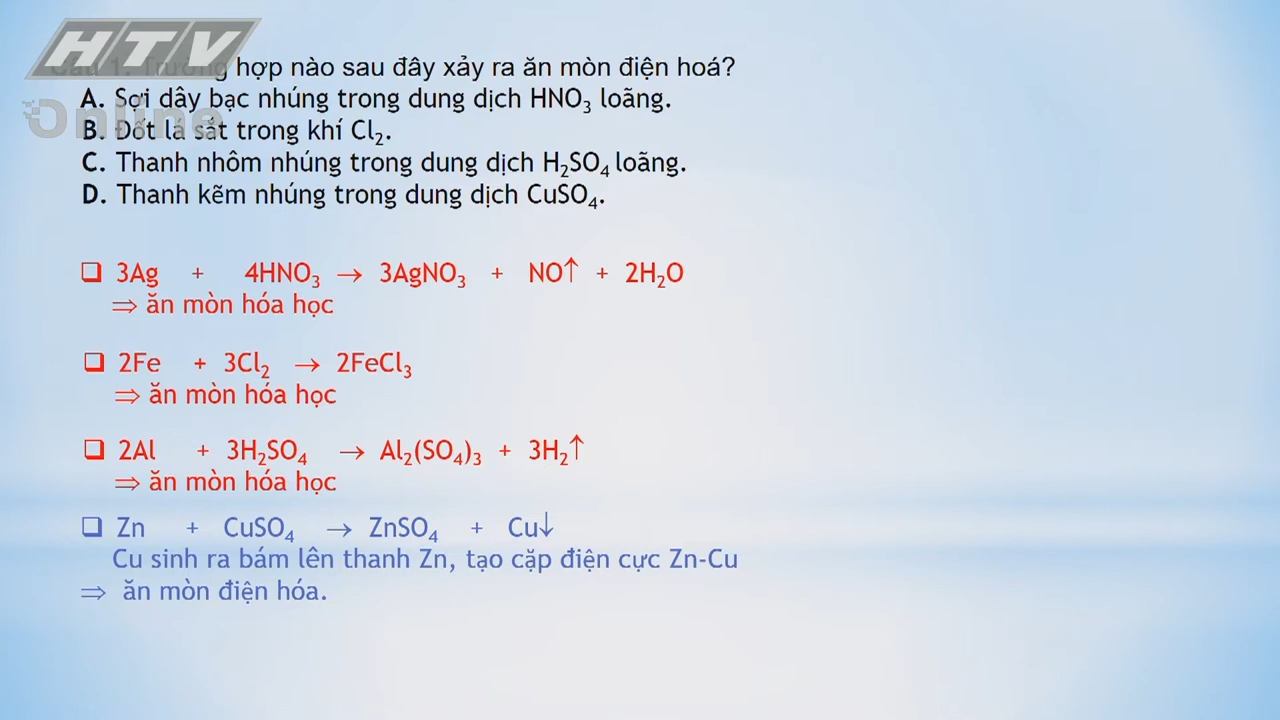 HTV
Online
Câu 1. Trường hợp nào sau đây xảy ra ăn mòn điện hoá?
A. Sợi dây bạc nhúng trong dung dịch HNO₃ loãng.
B. Đốt lá sắt trong khí Cl₂.
C. Thanh nhôm nhúng trong dung dịch H₂SO₄ loãng.
D. Thanh kẽm nhúng trong dung dịch CuSO₄.
❑ 3Ag + 4HNO₃ → 3AgNO₃ + NO↑ + 2H₂O
⇒ ăn mòn hóa học
❑ 2Fe + 3Cl₂ → 2FeCl₃
⇒ ăn mòn hóa học
❑ 2Al + 3H₂SO₄ → Al₂(SO₄)₃ + 3H₂↑
⇒ ăn mòn hóa học
❑ Zn + CuSO₄ → ZnSO₄ + Cu↓
Cu sinh ra bám lên thanh Zn, tạo cặp điện cực Zn-Cu
⇒ ăn mòn điện hóa.